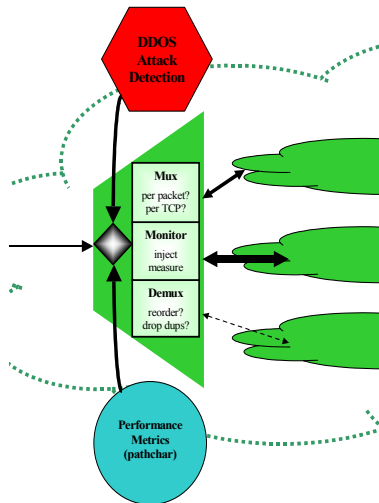 DDOS
Attack
Detection
Mux
per packet?
per TCP?
Monitor
inject
measure
Demux
reorder?
drop dups?
Performance
Metrics
(pathchar)